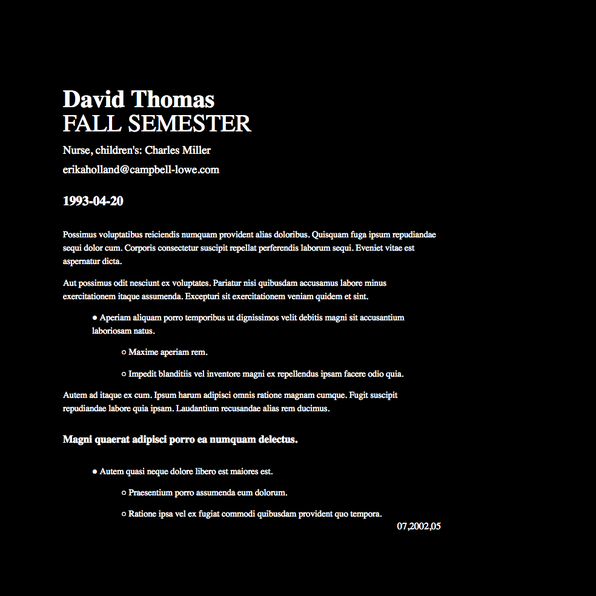 David Thomas
FALL SEMESTER
Nurse, children's: Charles Miller
erikaholland@campbell-lowe.com
1993-04-20
Possimus voluptatibus reiciendis numquam provident alias doloribus. Quisquam fuga ipsum repudiandae
sequi dolor cum. Corporis consectetur suscipit repellat perferendis laborum sequi. Eveniet vitae est
aspernatur dicta.
Aut possimus odit nesciunt ex voluptates. Pariatur nisi quibusdam accusamus labore minus
exercitationem itaque assumenda. Excepturi sit exercitationem veniam quidem et sint.
● Aperiam aliquam porro temporibus ut dignissimos velit debitis magni sit accusantium
laboriosam natus.
○ Maxime aperiam rem.
○ Impedit blanditiis vel inventore magni ex repellendus ipsam facere odio quia.
Autem ad itaque ex cum. Ipsum harum adipisci omnis ratione magnam cumque. Fugit suscipit
repudiandae labore quia ipsam. Laudantium recusandae alias rem ducimus.
Magni quaerat adipisci porro ea numquam delectus.
● Autem quasi neque dolore libero est maiores est.
○ Praesentium porro assumenda eum dolorum.
○ Ratione ipsa vel ex fugiat commodi quibusdam provident quo tempora.
07,2002,05